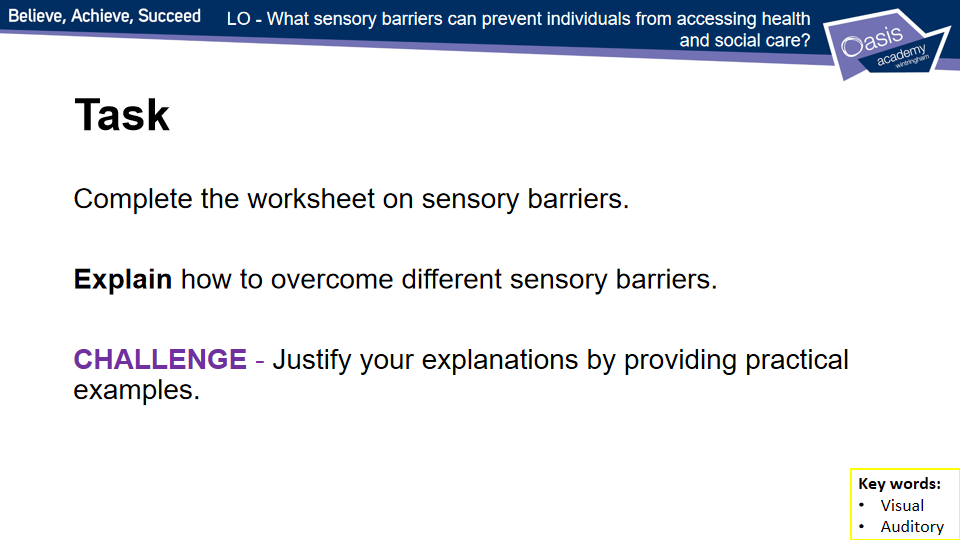 Believe, Achieve, Succeed
LO - What sensory barriers can prevent individuals from accessing health
and social care?
Oasis
academy
wintringham
Task
Complete the worksheet on sensory barriers.
Explain how to overcome different sensory barriers.
CHALLENGE - Justify your explanations by providing practical
examples.
Key words:
• Visual
• Auditory